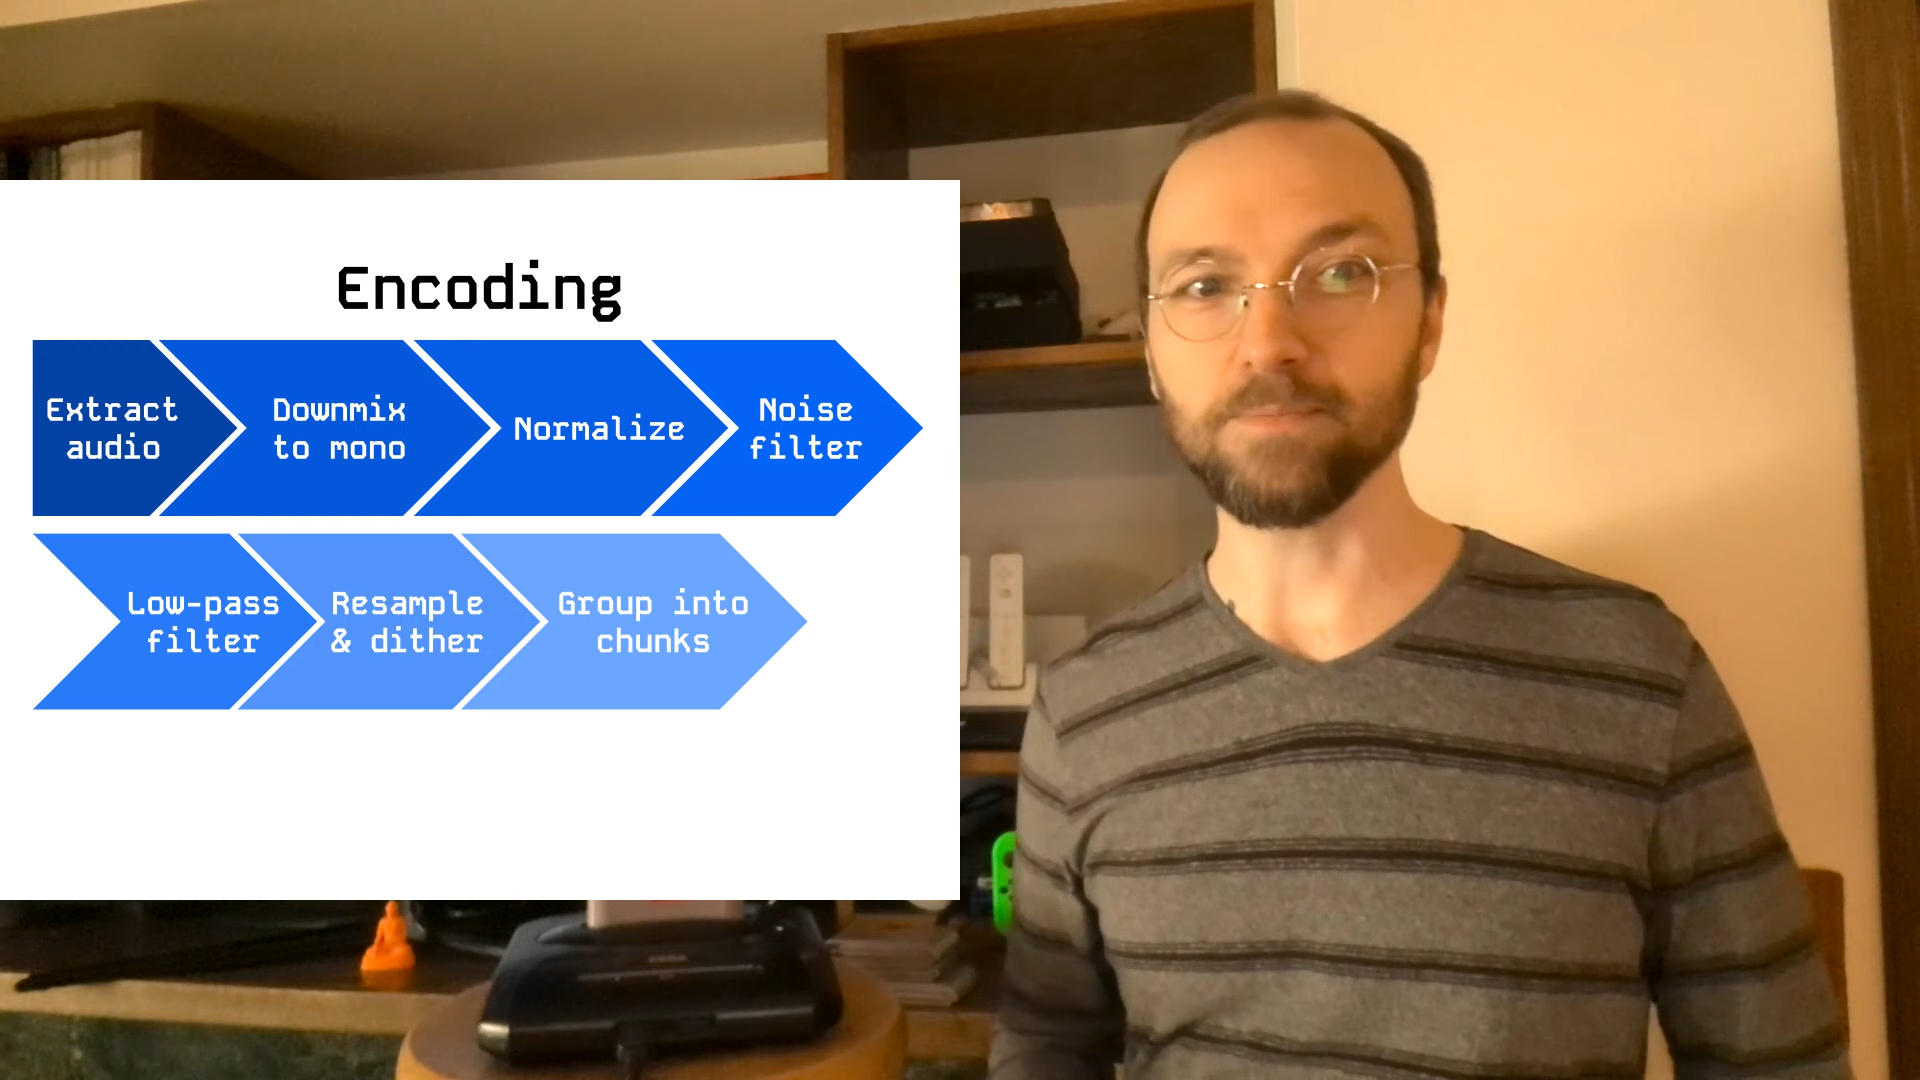 Encoding
Extract
audio
Downmix
to mono
Normalize
Noise
filter
Low-pass
filter
Resample
& dither
Group into
chunks